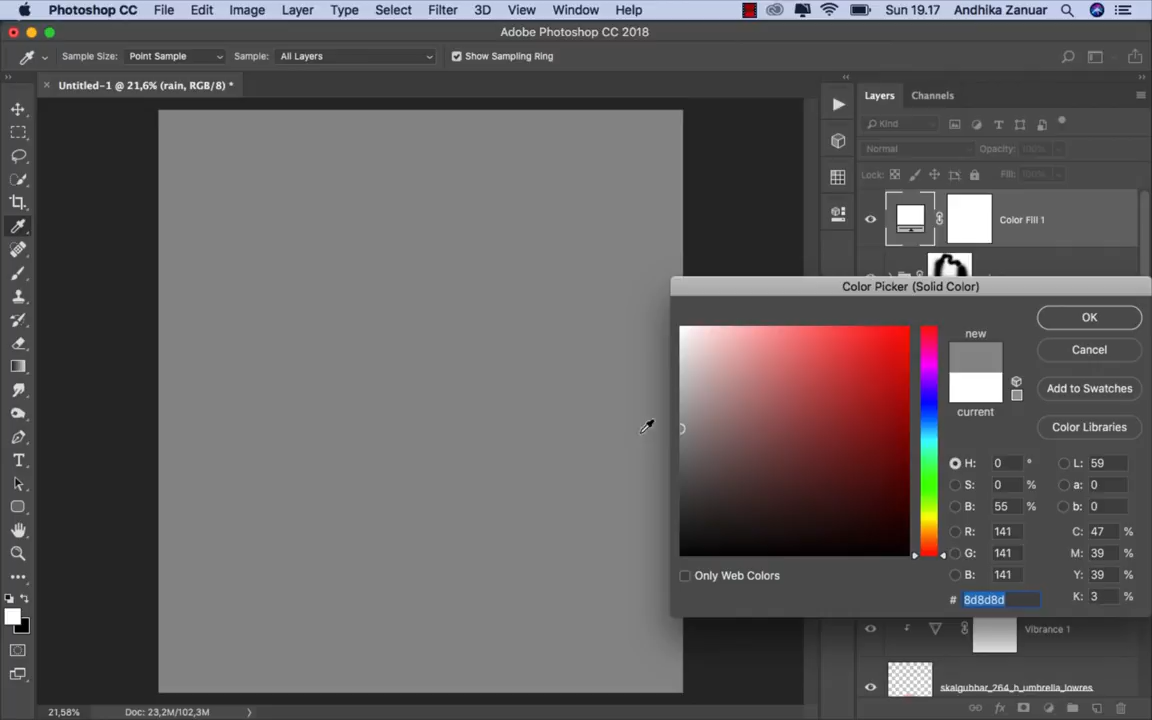 Photoshop CC File Edit Image Layer Type Select Filter 3D View Window Help Sun 19.17 Andhika Zanuar
Adobe Photoshop CC 2018
Sample Size: Point Sample Sample: All Layers Show Sampling Ring
Untitled-1 @ 21,6% (rain, RGB/8) *
Layers Channels
Kind
Normal Opacity: 100%
Lock: Fill: 100%
Color Fill 1
Color Picker (Solid Color)
new
current
OK
Cancel
Add to Swatches
Color Libraries
H: 0 ° L: 59
S: 0 % a: 0
B: 55 % b: 0
R: 141 C: 47 %
G: 141 M: 39 %
B: 141 Y: 39 %
# 8d8d8d K: 3 %
Only Web Colors
Vibrance 1
skalgubbar_264_h_umbrella_lowres
21,58% Doc: 23,2M/102,3M